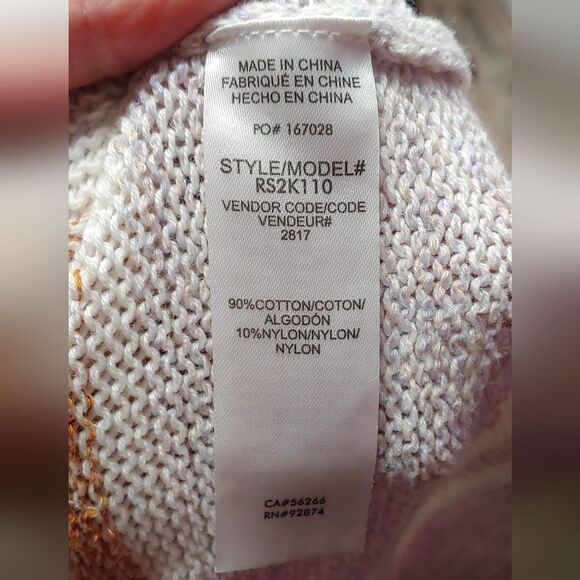 MADE IN CHINA
FABRIQUÉ EN CHINE
HECHO EN CHINA
PO# 167028
STYLE/MODEL#
RS2K110
VENDOR CODE/CODE
VENDEUR#
2817
90%COTTON/COTON/
ALGODÓN
10%NYLON/NYLON/
NYLON
CA#56266
RN#92874